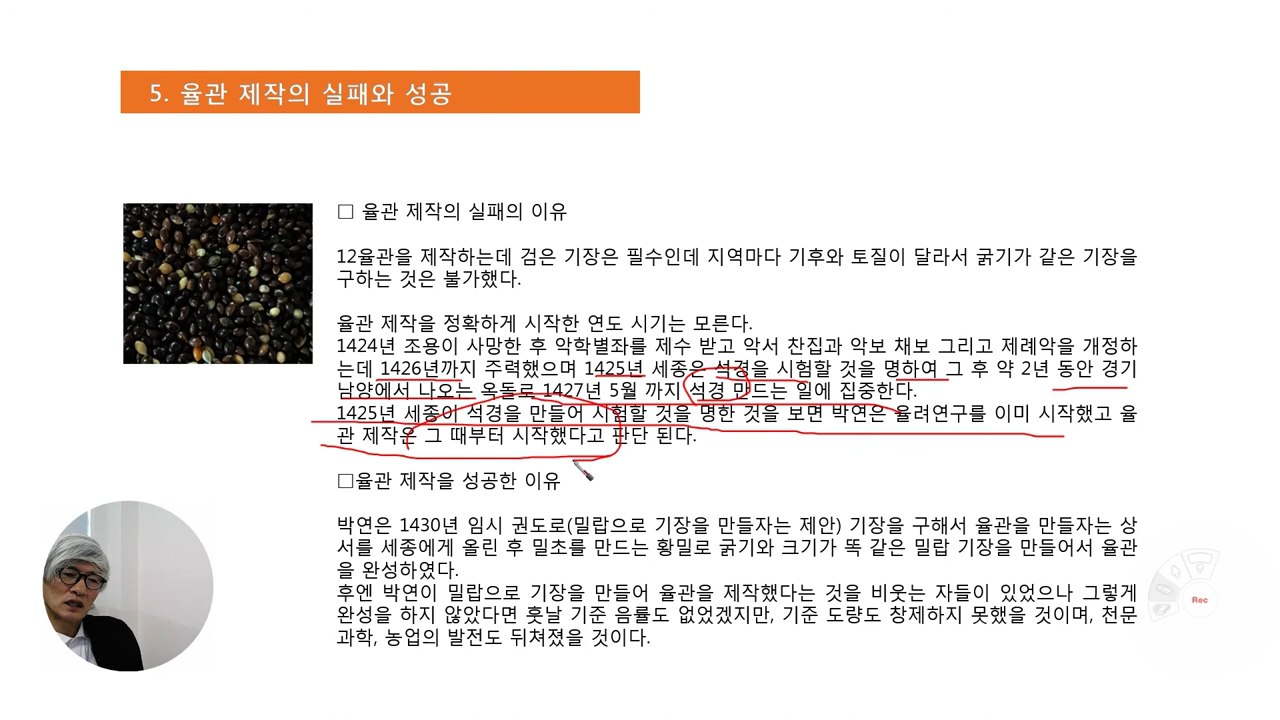 5. 율관 제작의 실패와 성공
□ 율관 제작의 실패의 이유
12율관을 제작하는데 검은 기장은 필수인데 지역마다 기후와 토질이 달라서 굵기가 같은 기장을
구하는 것은 불가했다.
율관 제작을 정확하게 시작한 연도 시기는 모른다.
1424년 조용이 사망한 후 악학별좌를 제수 받고 악서 찬집과 악보 채보 그리고 제례악을 개정하
는데 1426년까지 주력했으며 1425년 세종은 석경을 시험할 것을 명하여 그 후 약 2년 동안 경기
남양에서 나오는 옥돌로 1427년 5월 까지 석경 만드는 일에 집중한다.
1425년 세종이 석경을 만들어 시험할 것을 명한 것을 보면 박연은 율려연구를 이미 시작했고 율
관 제작은 그 때부터 시작했다고 판단 된다.
□율관 제작을 성공한 이유
박연은 1430년 임시 권도로(밀랍으로 기장을 만들자는 제안) 기장을 구해서 율관을 만들자는 상
서를 세종에게 올린 후 밀초를 만드는 황밀로 굵기와 크기가 똑 같은 밀랍 기장을 만들어서 율관
을 완성하였다.
후엔 박연이 밀랍으로 기장을 만들어 율관을 제작했다는 것을 비웃는 자들이 있었으나 그렇게
완성을 하지 않았다면 훗날 기준 음률도 없었겠지만, 기준 도량도 창제하지 못했을 것이며, 천문
과학, 농업의 발전도 뒤쳐졌을 것이다.
Rec